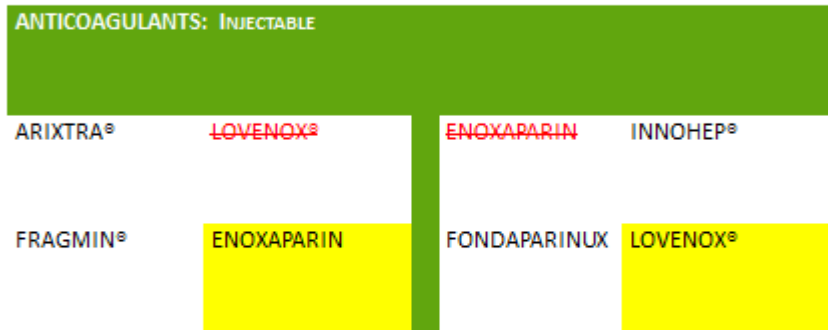 ANTICOAGULANTS: INJECTABLE
ARIXTRA® LOVENOX® ENOXAPARIN INNOHEP®
FRAGMIN® ENOXAPARIN FONDAPARINUX LOVENOX®